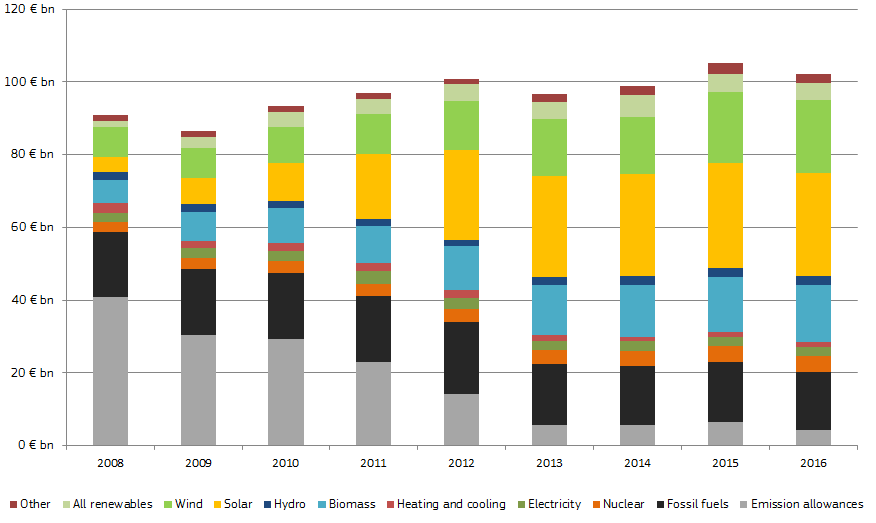 120 € bn
100 € bn
80 € bn
60 € bn
40 € bn
20 € bn
0 € bn
2008 2009 2010 2011 2012 2013 2014 2015 2016
Other All renewables Wind Solar Hydro Biomass Heating and cooling Electricity Nuclear Fossil fuels Emission allowances